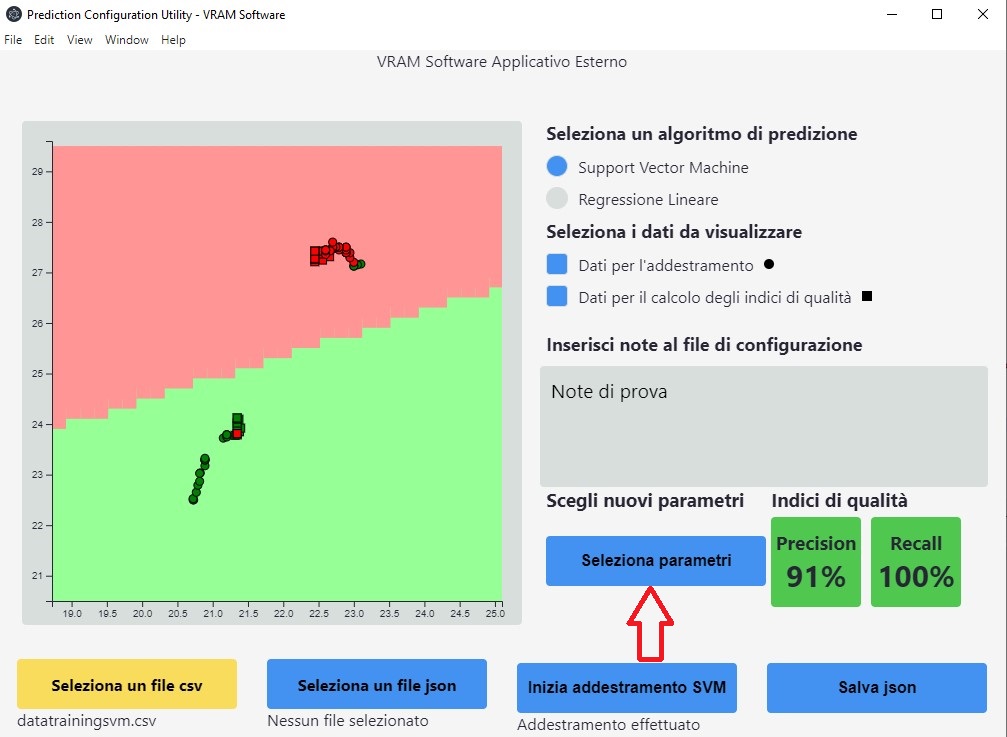 Prediction Configuration Utility - VRAM Software
File Edit View Window Help
VRAM Software Applicativo Esterno
29
28
27
26
25
24
23
22
21
19.0 19.5 20.0 20.5 21.0 21.5 22.0 22.5 23.0 23.5 24.0 24.5 25.0
Seleziona un algoritmo di predizione
Support Vector Machine
Regressione Lineare
Seleziona i dati da visualizzare
Dati per l'addestramento
Dati per il calcolo degli indici di qualità
Inserisci note al file di configurazione
Note di prova
Scegli nuovi parametri
Seleziona parametri
Indici di qualità
Precision
91%
Recall
100%
Seleziona un file csv
datatrainingsvm.csv
Seleziona un file json
Nessun file selezionato
Inizia addestramento SVM
Addestramento effettuato
Salva json